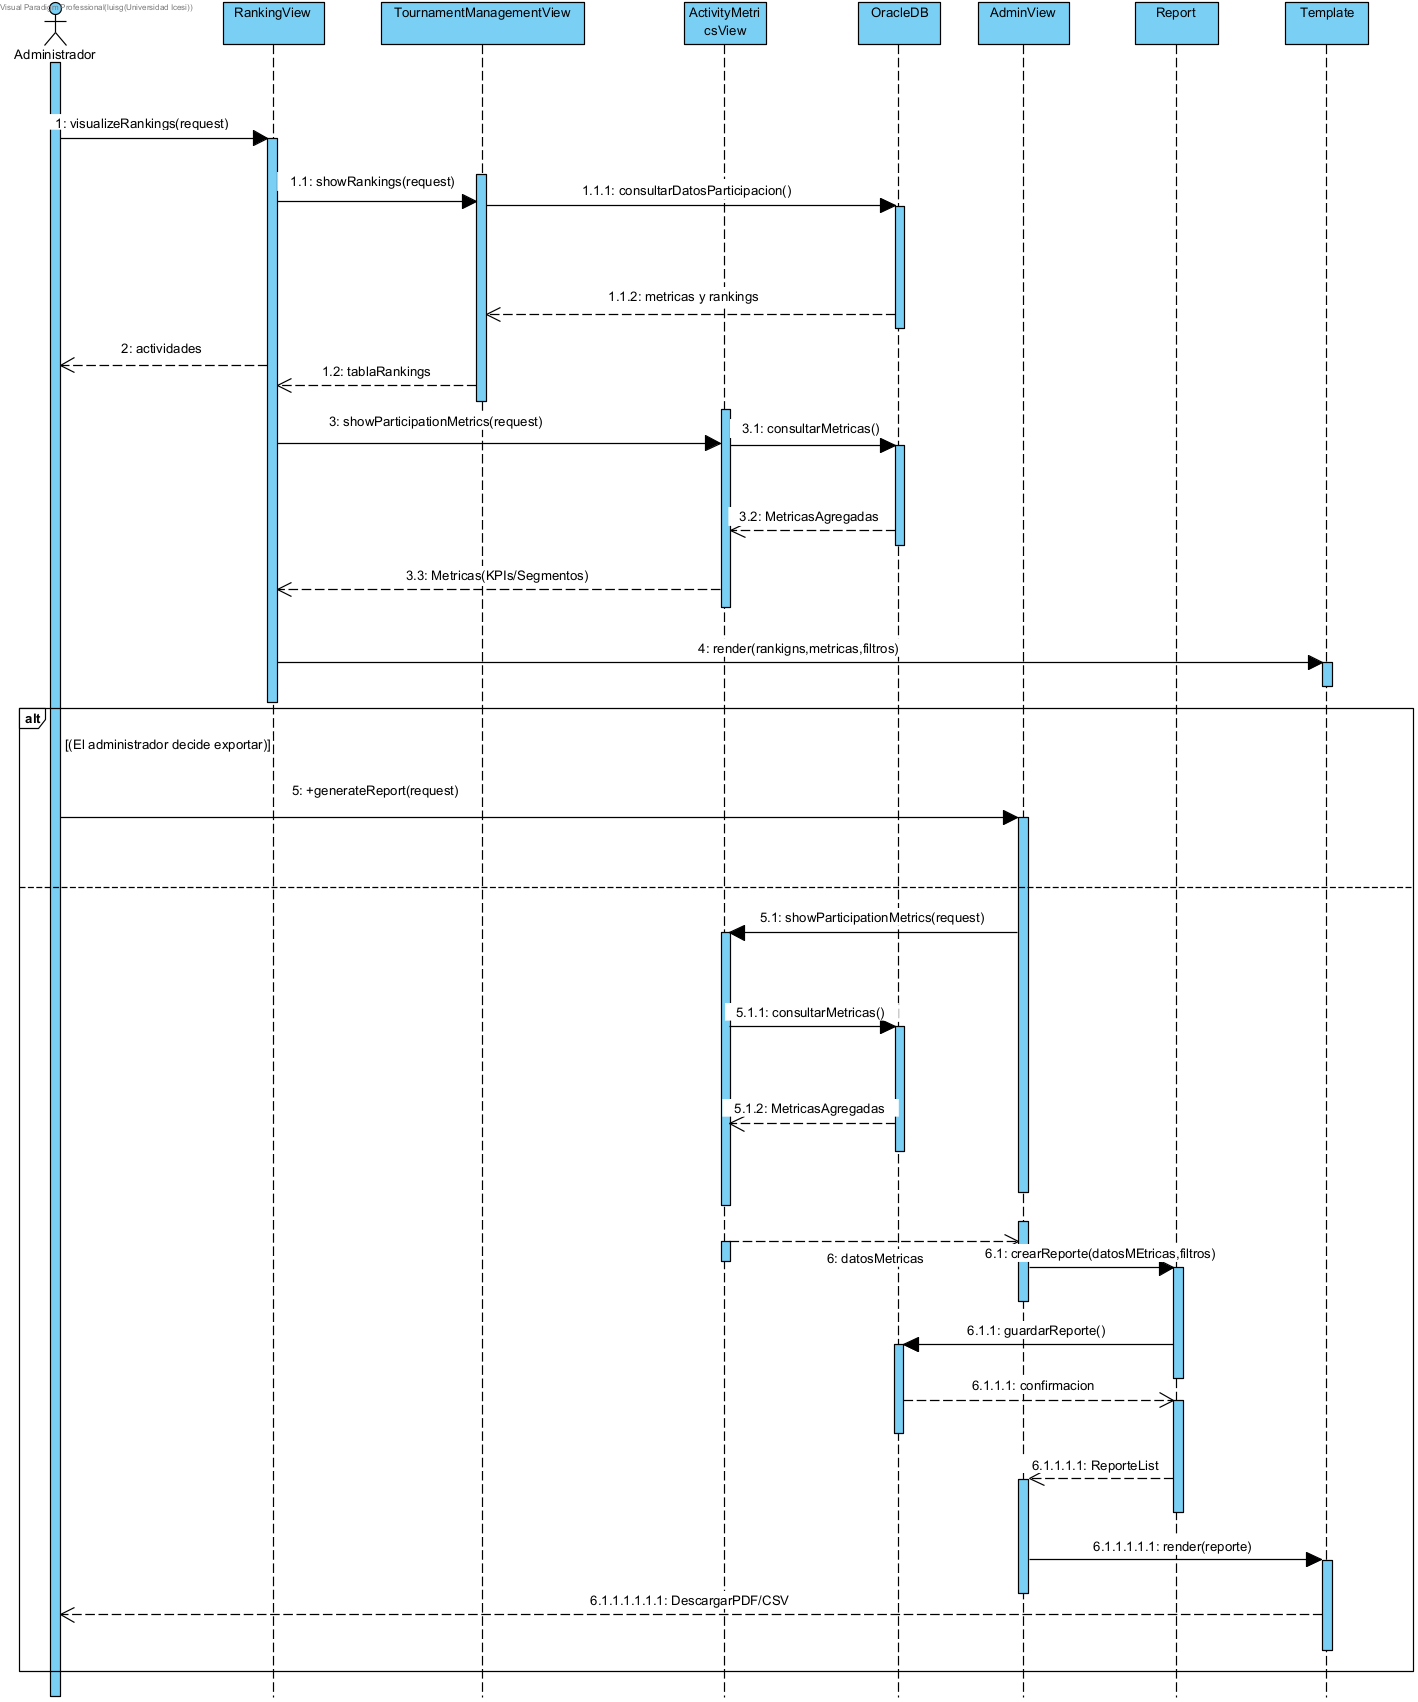 Visual Paradigm Professional(luisg(Universidad Icesi))
Administrador
RankingView
TournamentManagementView
ActivityMetri
csView
OracleDB
AdminView
Report
Template
1: visualizeRankings(request)
1.1: showRankings(request)
1.1.1: consultarDatosParticipacion()
1.1.2: metricas y rankings
2: actividades
1.2: tablaRankings
3: showParticipationMetrics(request)
3.1: consultarMetricas()
3.2: MetricasAgregadas
3.3: Metricas(KPIs/Segmentos)
4: render(rankigns,metricas,filtros)
alt
[(El administrador decide exportar)]
5: +generateReport(request)
5.1: showParticipationMetrics(request)
5.1.1: consultarMetricas()
5.1.2: MetricasAgregadas
6: datosMetricas
6.1: crearReporte(datosMEtricas,filtros)
6.1.1: guardarReporte()
6.1.1.1: confirmacion
6.1.1.1.1: ReporteList
6.1.1.1.1.1: render(reporte)
6.1.1.1.1.1.1: DescargarPDF/CSV